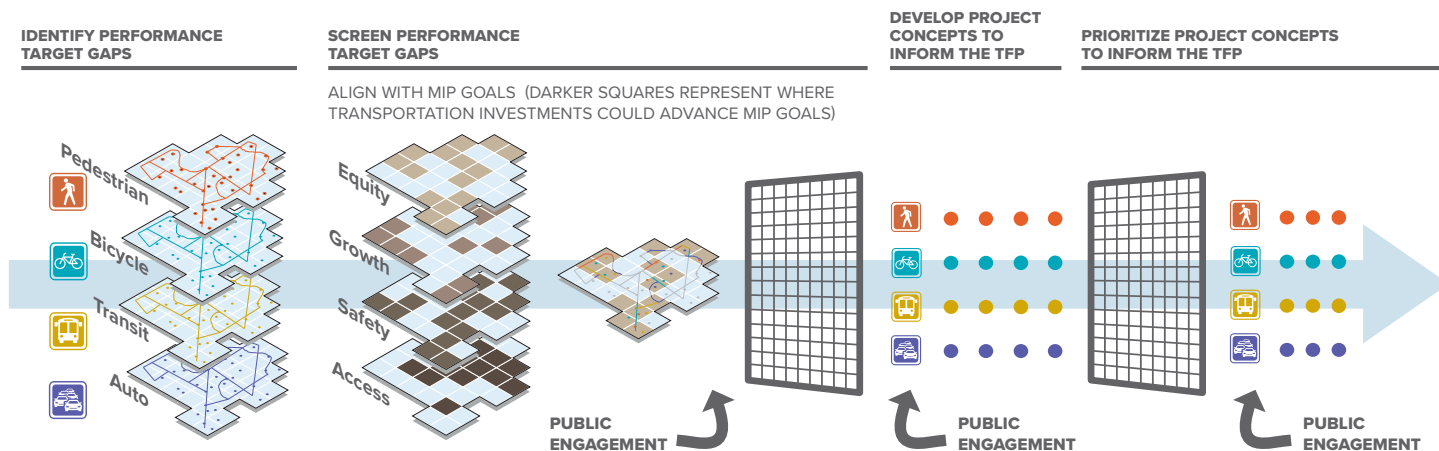 IDENTIFY PERFORMANCE
TARGET GAPS
SCREEN PERFORMANCE
TARGET GAPS
ALIGN WITH MIP GOALS (DARKER SQUARES REPRESENT WHERE
TRANSPORTATION INVESTMENTS COULD ADVANCE MIP GOALS)
DEVELOP PROJECT
CONCEPTS TO
INFORM THE TFP
PRIORITIZE PROJECT CONCEPTS
TO INFORM THE TFP
Pedestrian
Bicycle
Transit
Auto
Equity
Growth
Safety
Access
PUBLIC
ENGAGEMENT
PUBLIC
ENGAGEMENT
PUBLIC
ENGAGEMENT